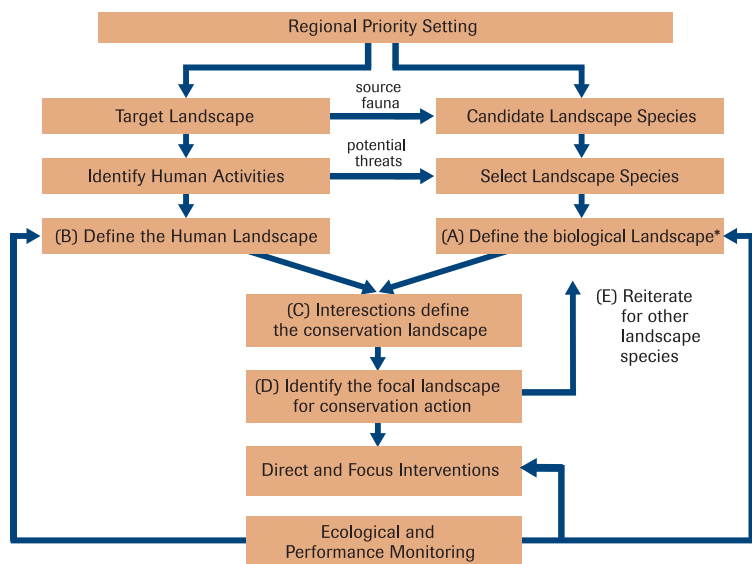 Regional Priority Setting
source
fauna
Target Landscape
Candidate Landscape Species
potential
threats
Identify Human Activities
Select Landscape Species
(B) Define the Human Landscape
(A) Define the biological Landscape*
(C) Interesctions define
the conservation landscape
(E) Reiterate
for other
landscape
species
(D) Identify the focal landscape
for conservation action
Direct and Focus Interventions
Ecological and
Performance Monitoring